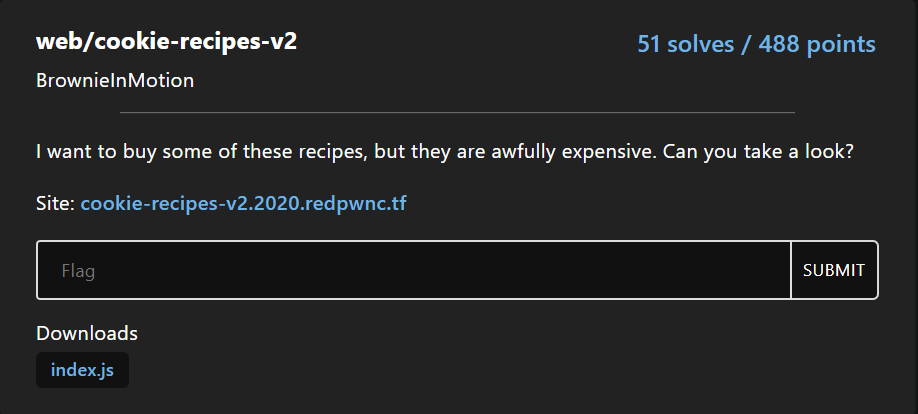 web/cookie-recipes-v2
51 solves / 488 points
BrownieInMotion
I want to buy some of these recipes, but they are awfully expensive. Can you take a look?
Site: cookie-recipes-v2.2020.redpwnc.tf
Flag
SUBMIT
Downloads
index.js